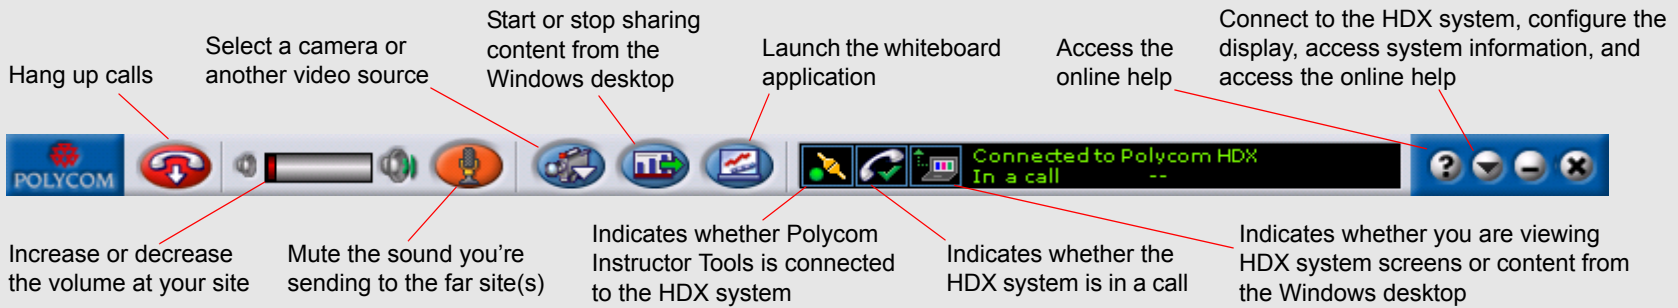 Hang up calls
Select a camera or
another video source
Start or stop sharing
content from the
Windows desktop
Launch the whiteboard
application
Access the
online help
Connect to the HDX system, configure the
display, access system information, and
access the online help
POLYCOM
Connected to Polycom HDX
In a call --
?
Increase or decrease
the volume at your site
Mute the sound you're
sending to the far site(s)
Indicates whether Polycom
Instructor Tools is connected
to the HDX system
Indicates whether the
HDX system is in a call
Indicates whether you are viewing
HDX system screens or content from
the Windows desktop